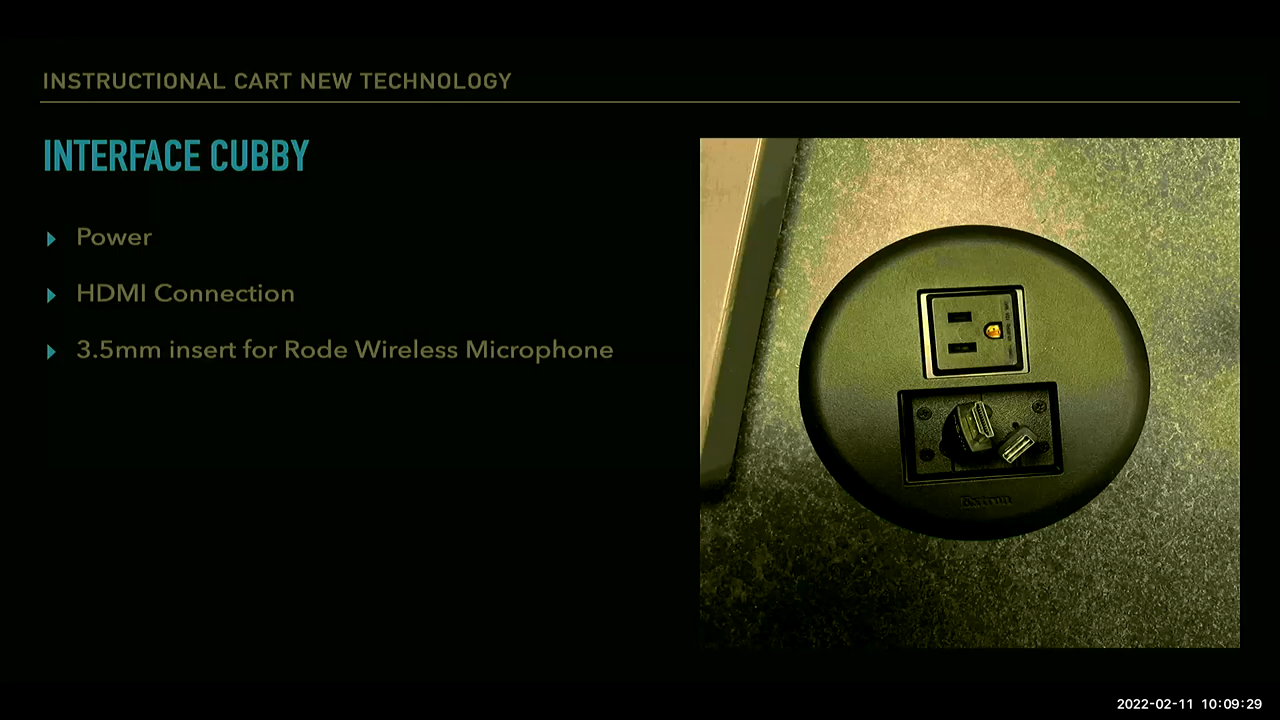 INSTRUCTIONAL CART NEW TECHNOLOGY
INTERFACE CUBBY
Power
HDMI Connection
3.5mm insert for Rode Wireless Microphone
Extron
2022-02-11 10:09:29